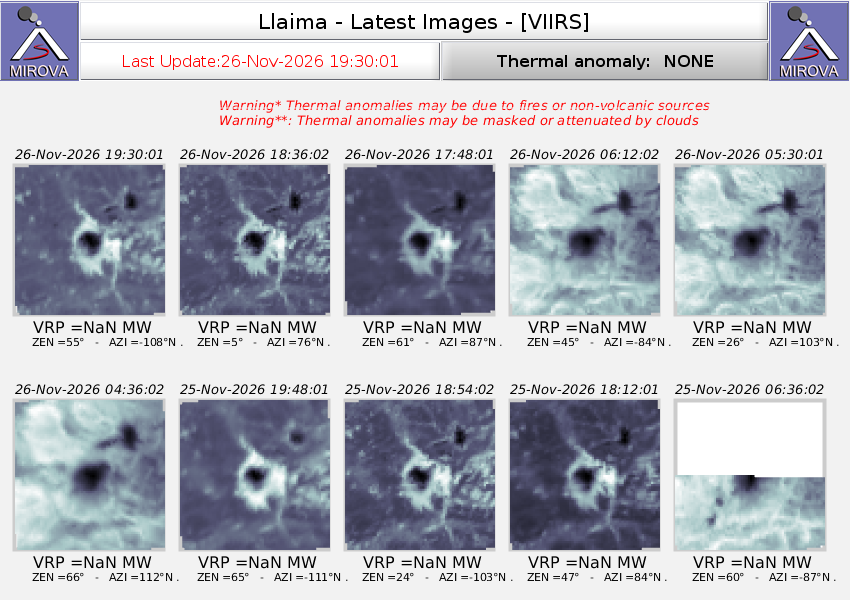 Llaima - Latest Images - [VIIRS]
MIROVA
Last Update:26-Nov-2026 19:30:01
Thermal anomaly: NONE
MIROVA
Warning* Thermal anomalies may be due to fires or non-volcanic sources
Warning**: Thermal anomalies may be masked or attenuated by clouds
26-Nov-2026 19:30:01 26-Nov-2026 18:36:02 26-Nov-2026 17:48:01 26-Nov-2026 06:12:02 26-Nov-2026 05:30:01
VRP =NaN MW VRP =NaN MW VRP =NaN MW VRP =NaN MW VRP =NaN MW
ZEN =55° - AZI =-108°N . ZEN =5° - AZI =76°N . ZEN =61° - AZI =87°N . ZEN =45° - AZI =-84°N . ZEN =26° - AZI =103°N .
26-Nov-2026 04:36:02 25-Nov-2026 19:48:01 25-Nov-2026 18:54:02 25-Nov-2026 18:12:01 25-Nov-2026 06:36:02
VRP =NaN MW VRP =NaN MW VRP =NaN MW VRP =NaN MW VRP =NaN MW
ZEN =66° - AZI =112°N . ZEN =65° - AZI =-111°N . ZEN =24° - AZI =-103°N . ZEN =47° - AZI =84°N . ZEN =60° - AZI =-87°N .